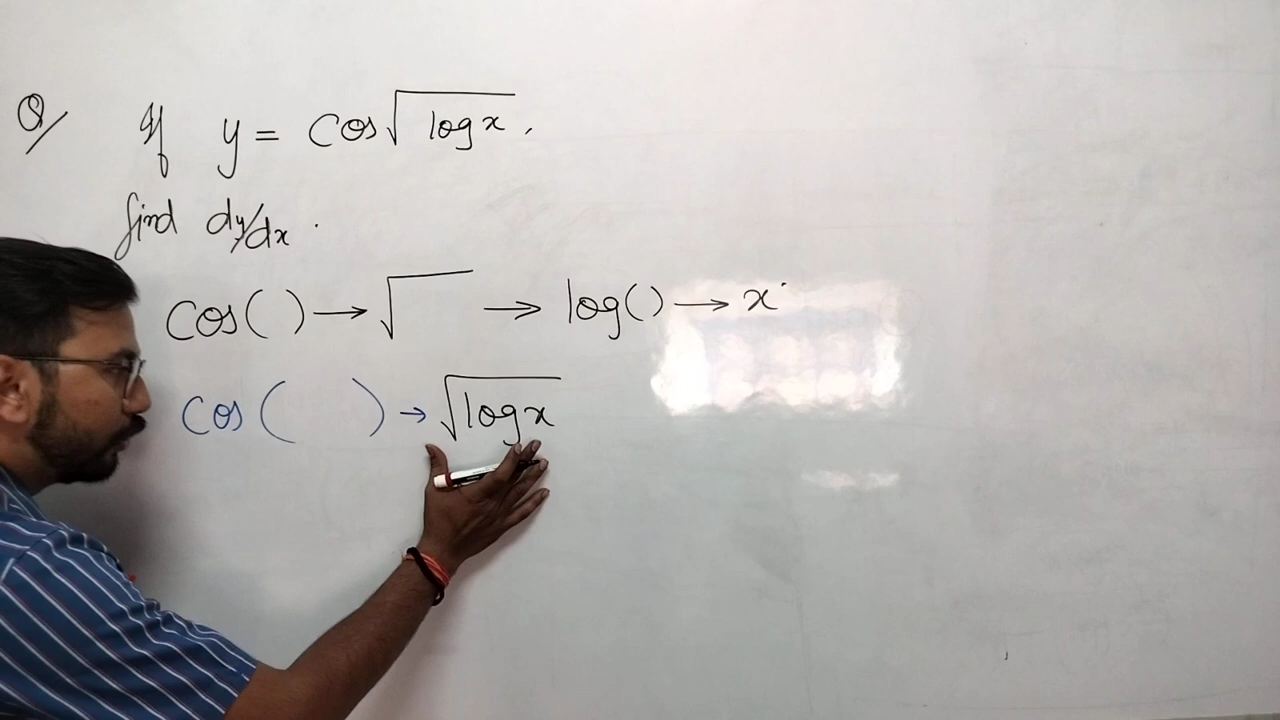 Q/ If y = cos√log x .
find dy/dx .
cos( ) → √ → log( ) → x
cos ( ) → √log x